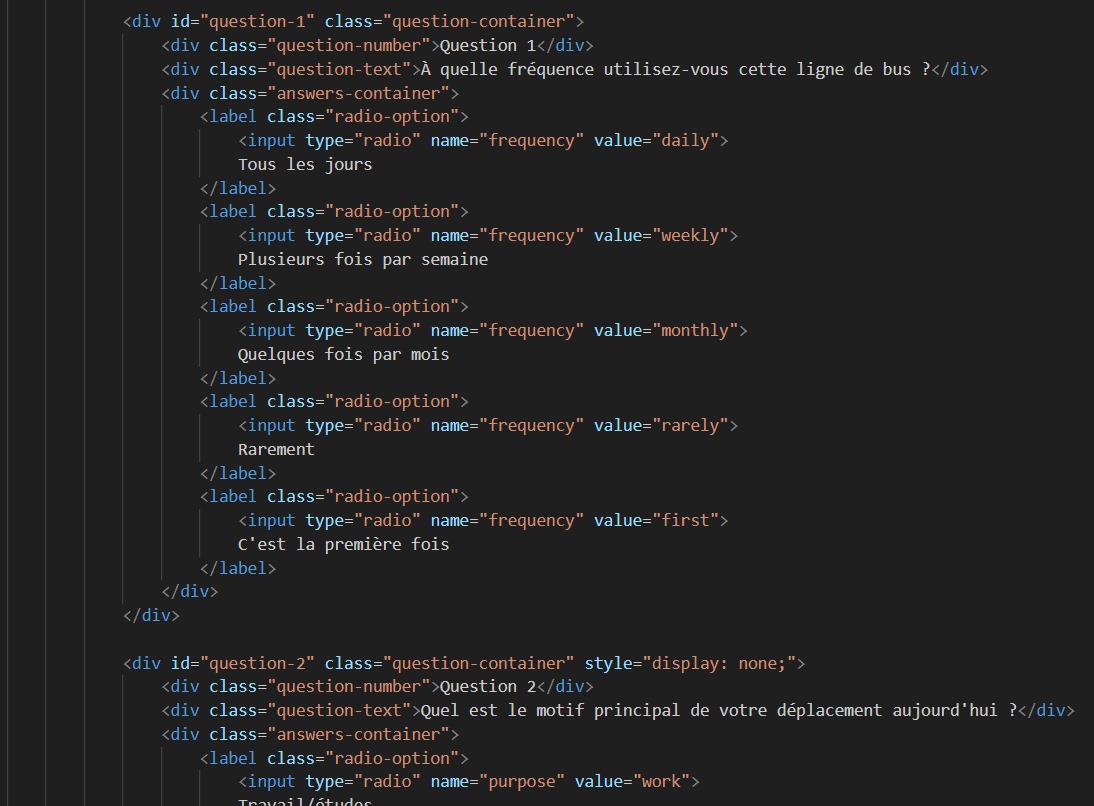 <div id="question-1" class="question-container">
<div class="question-number">Question 1</div>
<div class="question-text">À quelle fréquence utilisez-vous cette ligne de bus ?</div>
<div class="answers-container">
<label class="radio-option">
<input type="radio" name="frequency" value="daily">
Tous les jours
</label>
<label class="radio-option">
<input type="radio" name="frequency" value="weekly">
Plusieurs fois par semaine
</label>
<label class="radio-option">
<input type="radio" name="frequency" value="monthly">
Quelques fois par mois
</label>
<label class="radio-option">
<input type="radio" name="frequency" value="rarely">
Rarement
</label>
<label class="radio-option">
<input type="radio" name="frequency" value="first">
C'est la première fois
</label>
</div>
</div>
<div id="question-2" class="question-container" style="display: none;">
<div class="question-number">Question 2</div>
<div class="question-text">Quel est le motif principal de votre déplacement aujourd'hui ?</div>
<div class="answers-container">
<label class="radio-option">
<input type="radio" name="purpose" value="work">
Travail/études